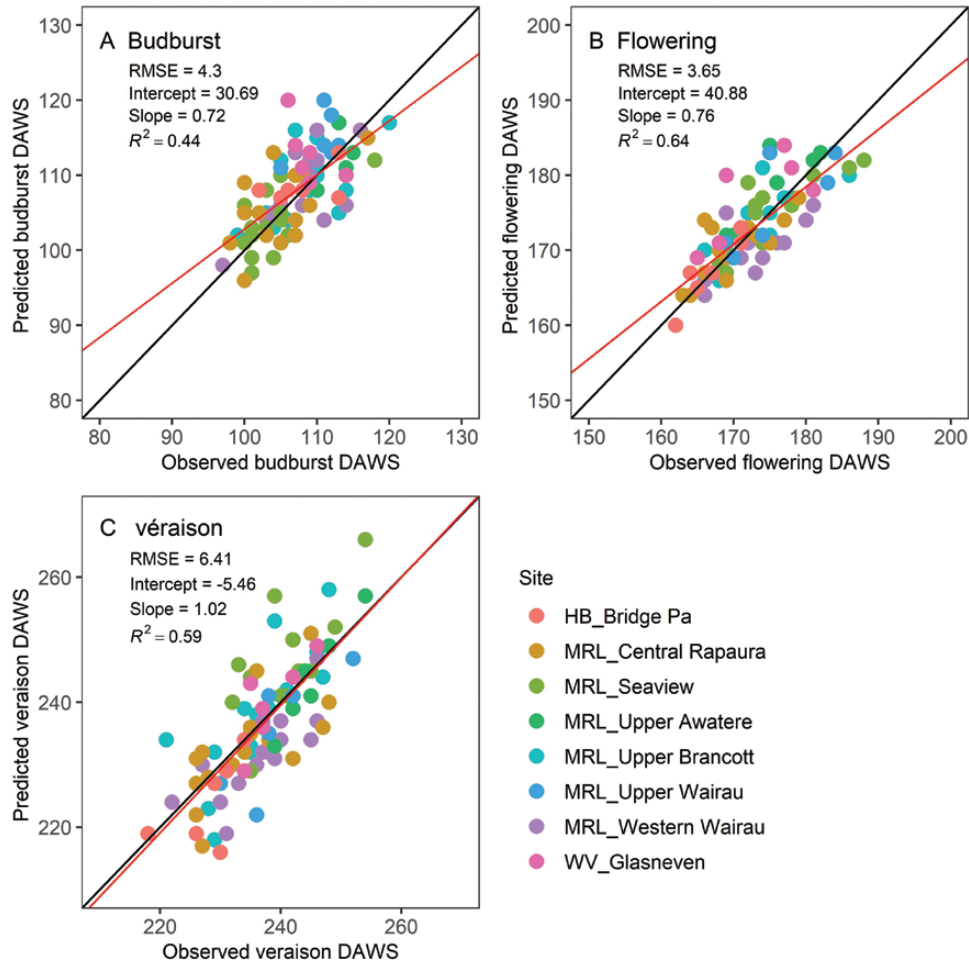 A Budburst
RMSE = 4.3
Intercept = 30.69
Slope = 0.72
R² = 0.44
130
120
110
100
90
80
Predicted budburst DAWS
80 90 100 110 120 130
Observed budburst DAWS
B Flowering
RMSE = 3.65
Intercept = 40.88
Slope = 0.76
R² = 0.64
200
190
180
170
160
150
Predicted flowering DAWS
150 160 170 180 190 200
Observed flowering DAWS
C véraison
RMSE = 6.41
Intercept = -5.46
Slope = 1.02
R² = 0.59
260
240
220
Predicted veraison DAWS
220 240 260
Observed veraison DAWS
Site
HB_Bridge Pa
MRL_Central Rapaura
MRL_Seaview
MRL_Upper Awatere
MRL_Upper Brancott
MRL_Upper Wairau
MRL_Western Wairau
WV_Glasneven